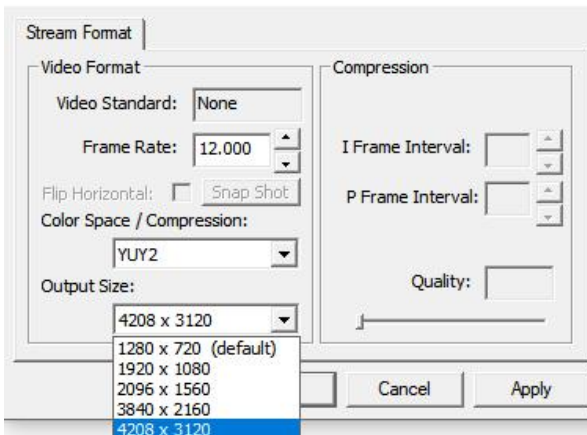 Stream Format
Video Format
Video Standard: None
Frame Rate: 12.000
Flip Horizontal: Snap Shot
Color Space / Compression:
YUY2
Output Size:
4208 x 3120
1280 x 720 (default)
1920 x 1080
2096 x 1560
3840 x 2160
4208 x 3120
Compression
I Frame Interval:
P Frame Interval:
Quality:
Cancel Apply